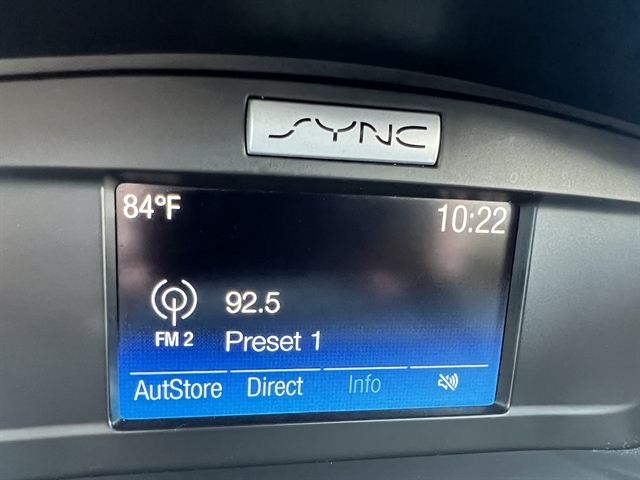 SYNC
84°F 10:22
92.5
FM 2 Preset 1
AutStore Direct Info